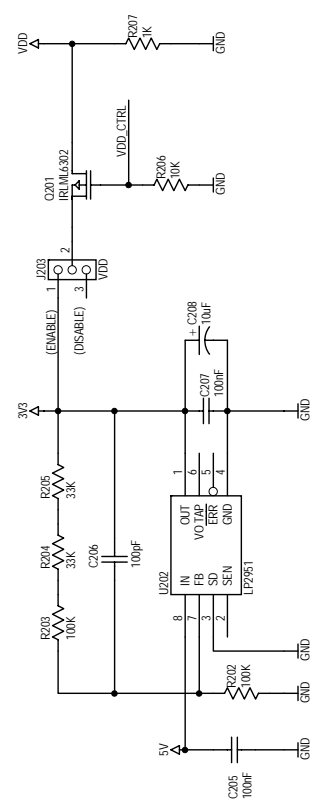 R203
100K
R204
33K
R205
33K
3V3
(ENABLE)
1
J203
2
3
VDD
(DISABLE)
Q201
IRLML6302
VDD
R207
1K
GND
VDD_CTRL
R206
10K
GND
C206
100pF
5V
C205
100nF
GND
U202
8
IN
OUT
1
7
FB
VO TAP
6
3
SD
ERR
5
2
SEN
GND
4
LP2951
R202
100K
GND
GND
C207
100nF
+
C208
10uF
GND